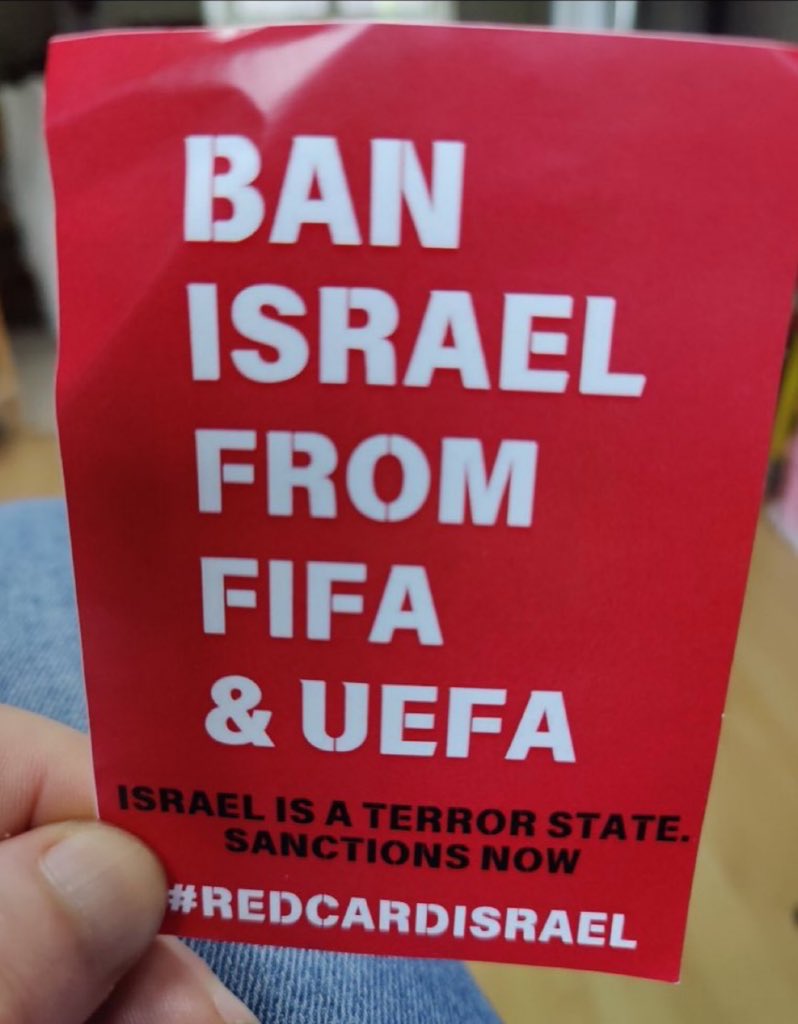 BAN
ISRAEL
FROM
FIFA
& UEFA
ISRAEL IS A TERROR STATE.
SANCTIONS NOW
#REDCARDISRAEL